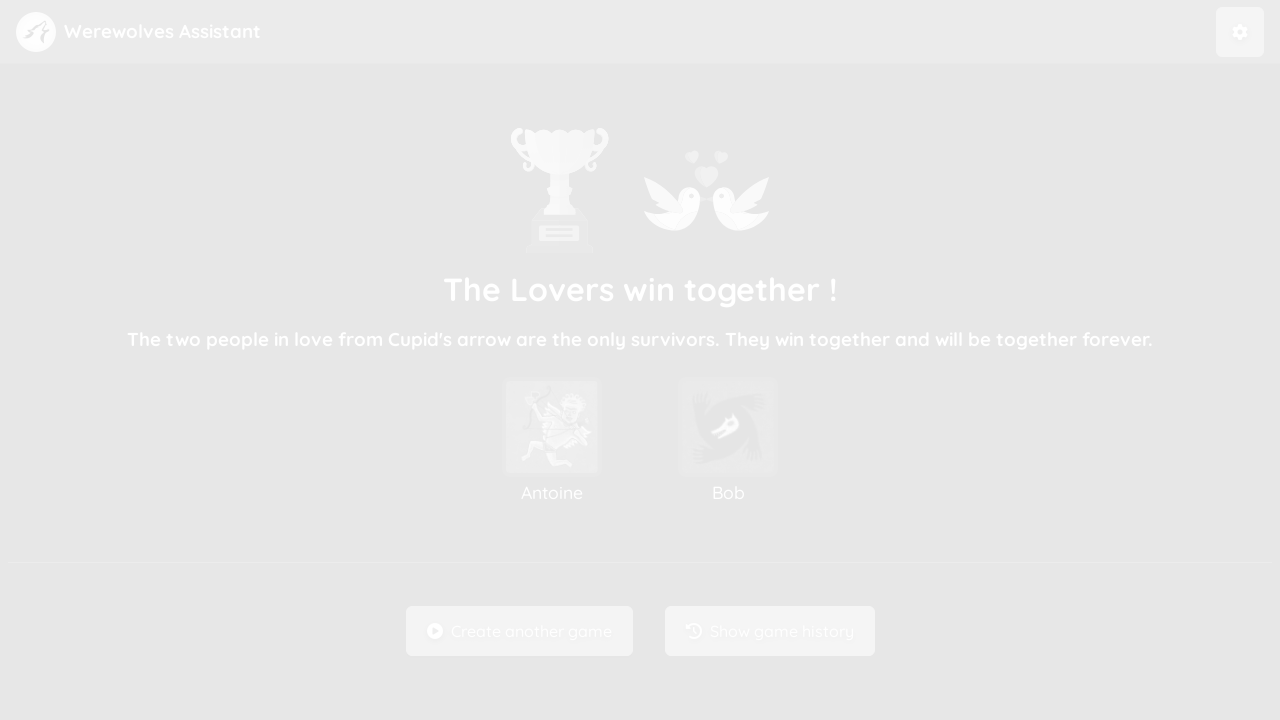 Werewolves Assistant
The Lovers win together !
The two people in love from Cupid's arrow are the only survivors. They win together and will be together forever.
Antoine
Bob
Create another game
Show game history